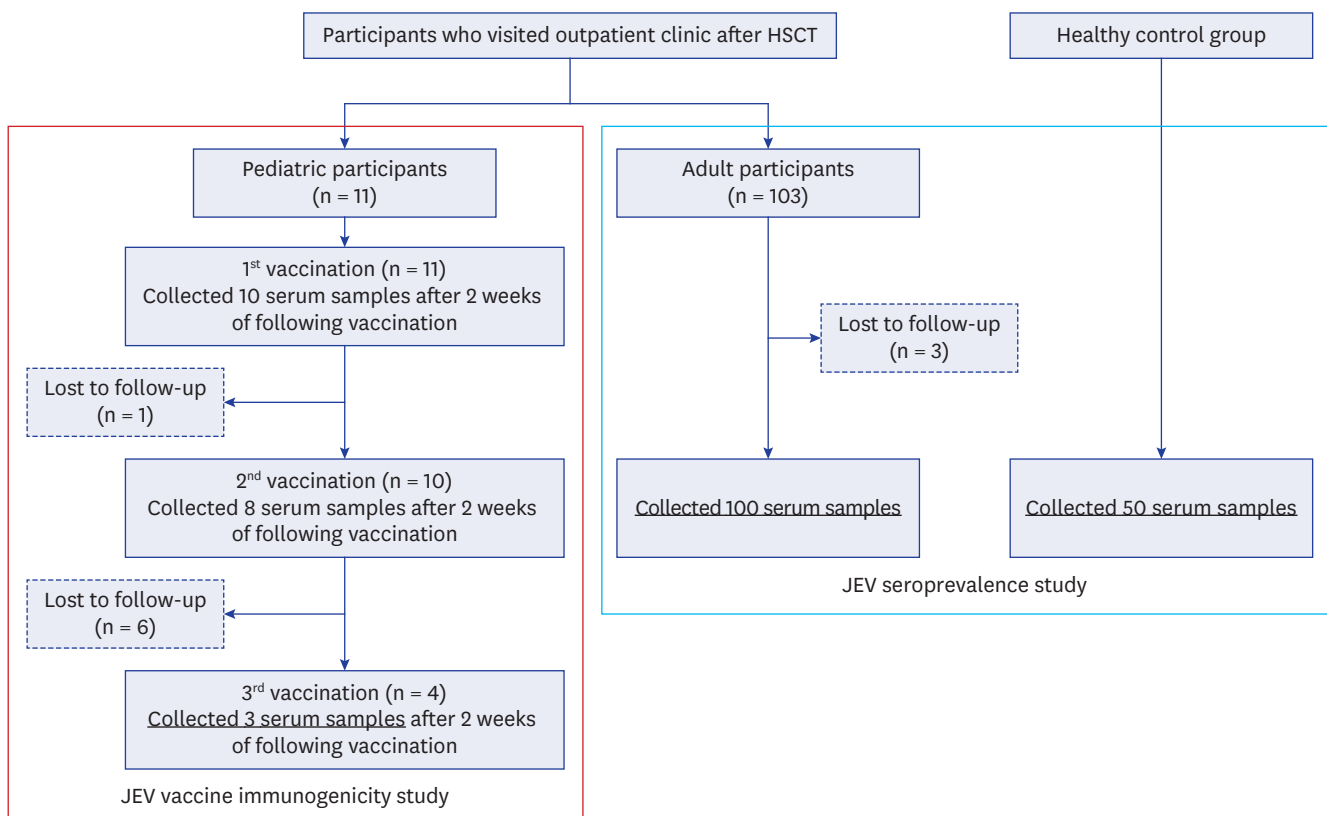 Participants who visited outpatient clinic after HSCT
Healthy control group
Pediatric participants
(n = 11)
1st vaccination (n = 11)
Collected 10 serum samples after 2 weeks
of following vaccination
Lost to follow-up
(n = 1)
2nd vaccination (n = 10)
Collected 8 serum samples after 2 weeks
of following vaccination
Lost to follow-up
(n = 6)
3rd vaccination (n = 4)
Collected 3 serum samples after 2 weeks
of following vaccination
JEV vaccine immunogenicity study
Adult participants
(n = 103)
Lost to follow-up
(n = 3)
Collected 100 serum samples
Collected 50 serum samples
JEV seroprevalence study